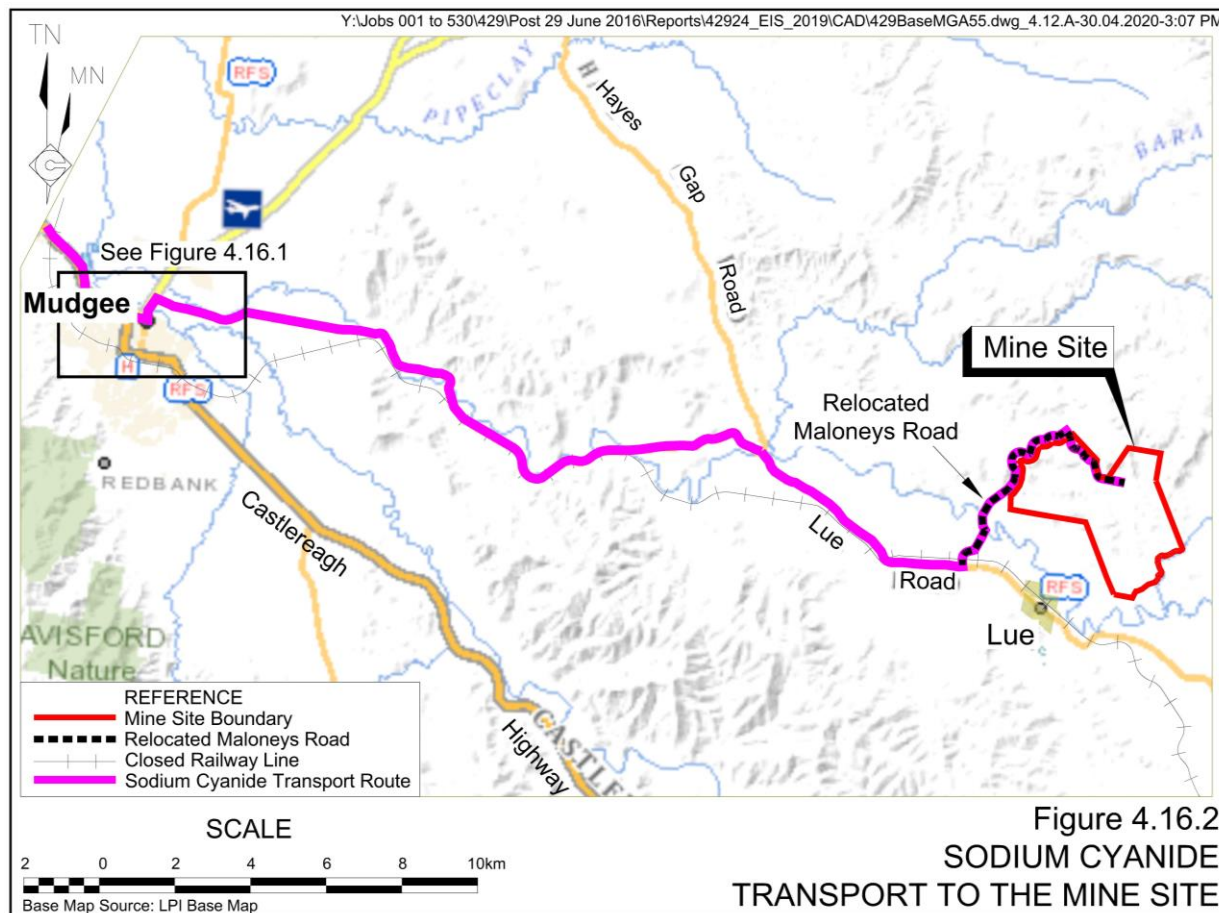 Y:\Jobs 001 to 530\429\Post 29 June 2016\Reports\42924_EIS_2019\CAD\429BaseMGA55.dwg_4.12.A-30.04.2020-3:07 PM
TN
MN
RFS
PIPECLAY
H
Hayes
Gap
Road
BARA
See Figure 4.16.1
Mudgee
H
RFS
REDBANK
Castlereagh
Highway
CASTLE
AVISFORD
Nature
Mine Site
Relocated
Maloneys Road
Lue
Road
RFS
Lue
REFERENCE
Mine Site Boundary
Relocated Maloneys Road
Closed Railway Line
Sodium Cyanide Transport Route
SCALE
2 0 2 4 6 8 10km
Base Map Source: LPI Base Map
Figure 4.16.2
SODIUM CYANIDE
TRANSPORT TO THE MINE SITE